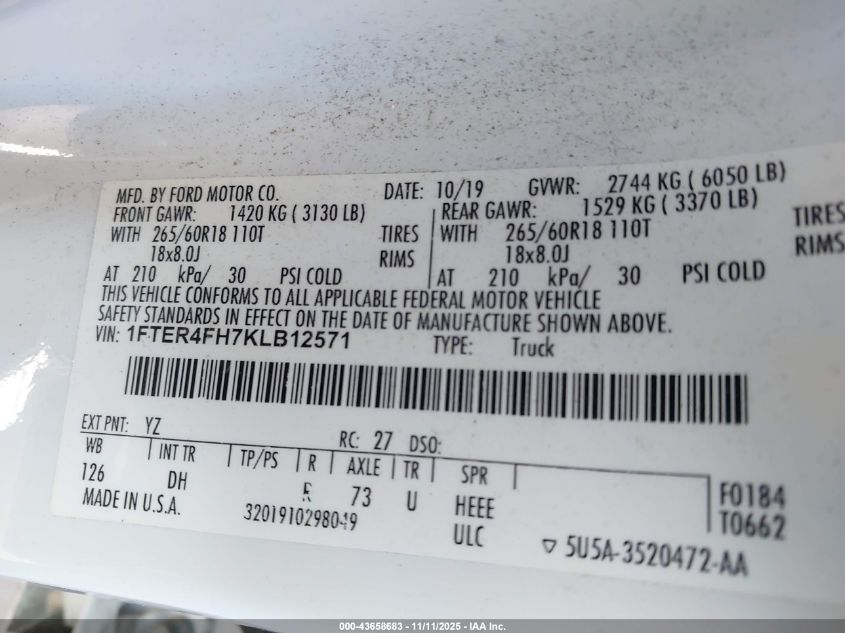 MFD. BY FORD MOTOR CO. DATE: 10/19 GVWR: 2744 KG ( 6050 LB)
FRONT GAWR: 1420 KG ( 3130 LB) REAR GAWR: 1529 KG ( 3370 LB)
WITH 265/60R18 110T TIRES WITH 265/60R18 110T TIRES
18x8.0J RIMS 18x8.0J RIMS
AT 210 kPa/ 30 PSI COLD AT 210 kPa/ 30 PSI COLD
THIS VEHICLE CONFORMS TO ALL APPLICABLE FEDERAL MOTOR VEHICLE
SAFETY STANDARDS IN EFFECT ON THE DATE OF MANUFACTURE SHOWN ABOVE.
VIN: 1FTER4FH7KLB12571 TYPE: Truck
EXT PNT: YZ RC: 27 DSO:
WB INT TR TP/PS R AXLE TR SPR
126 DH 73 U HEEE F0184
MADE IN U.S.A. ULC T0662
5U5A-3520472-AA
000-43658683 - 11/11/2025 - IAA Inc.